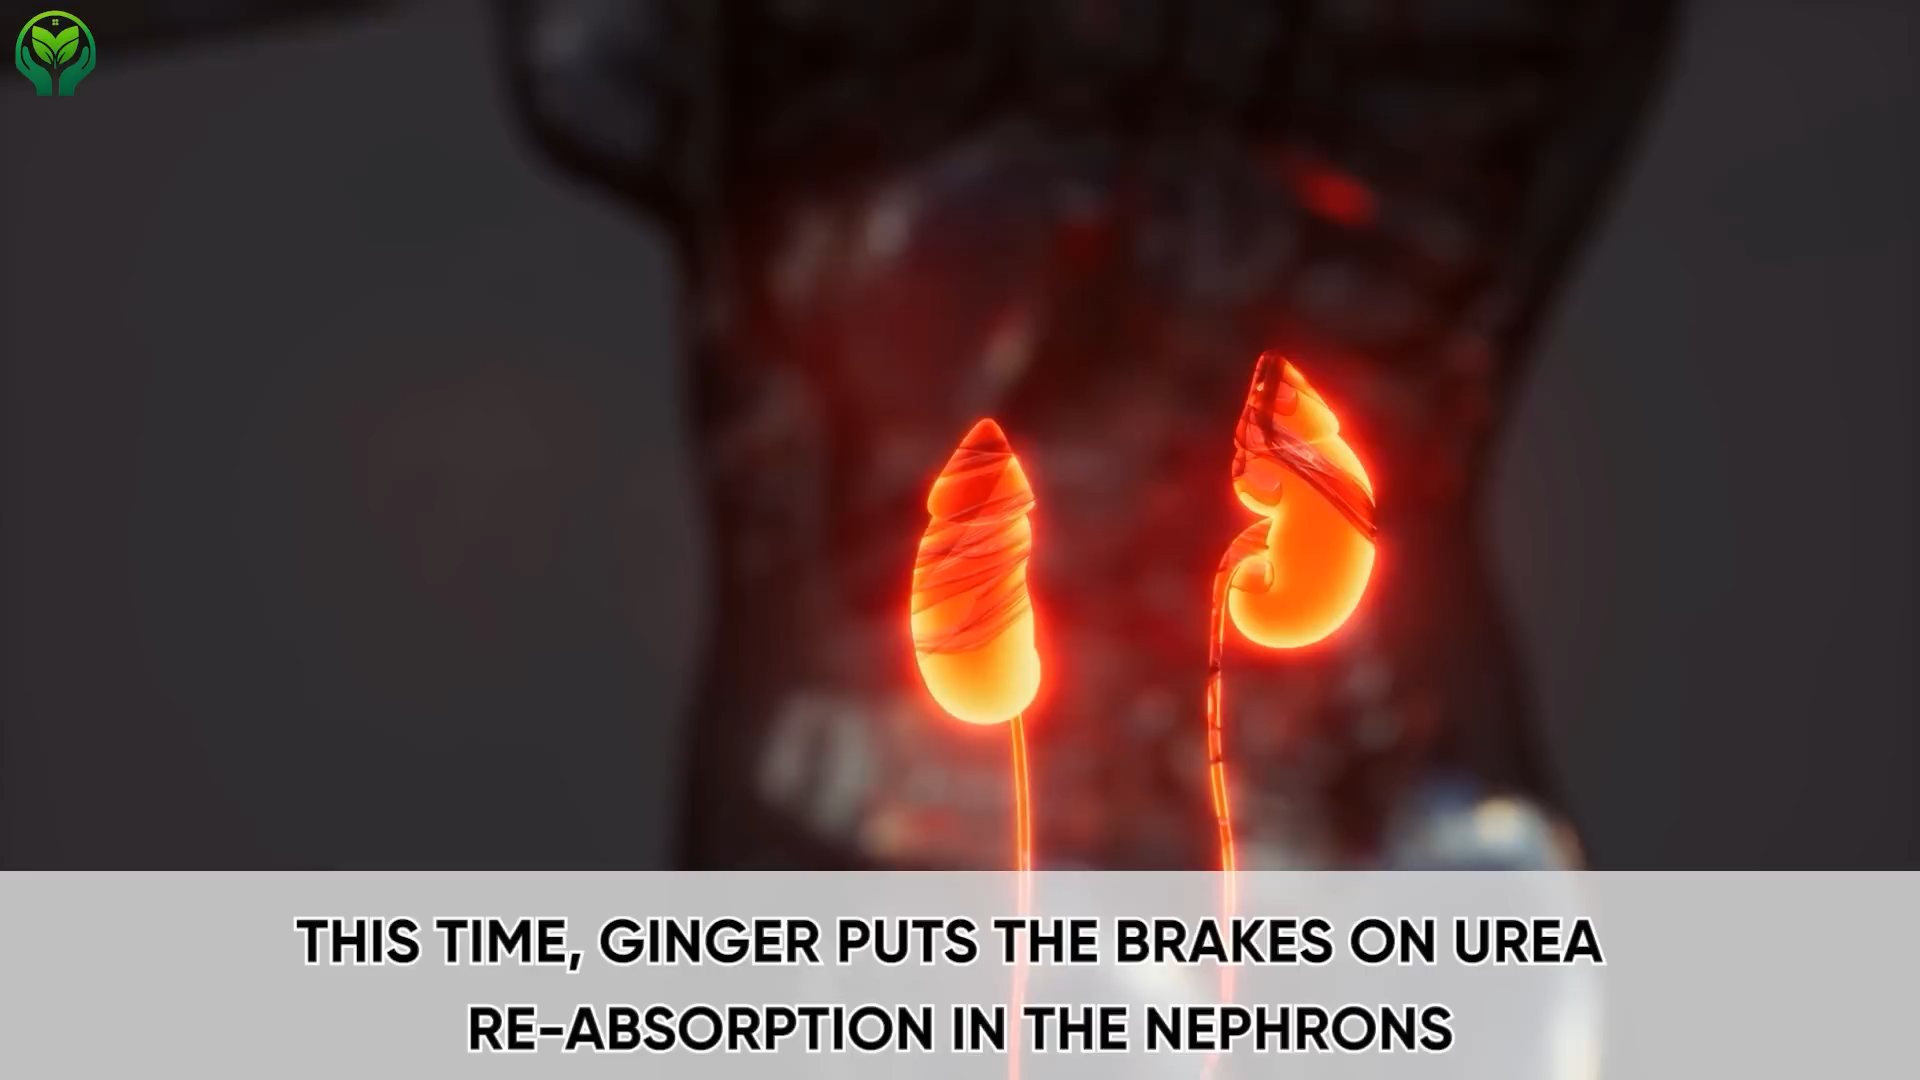 THIS TIME, GINGER PUTS THE BRAKES ON UREA
RE-ABSORPTION IN THE NEPHRONS